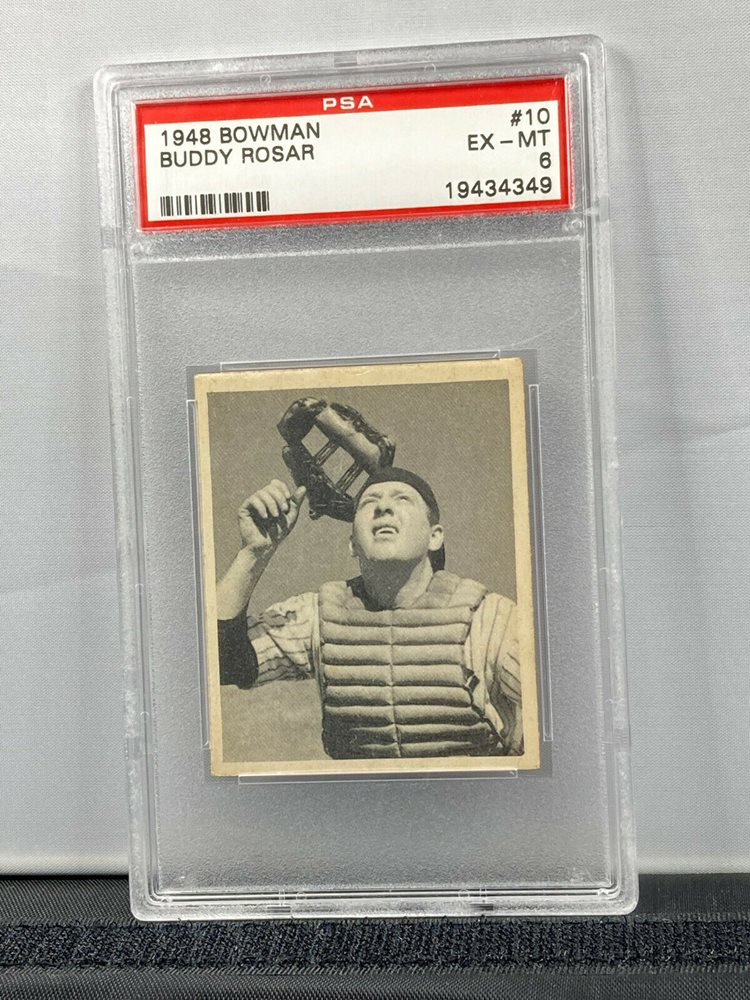 PSA
1948 BOWMAN #10
BUDDY ROSAR EX - MT
6
19434349